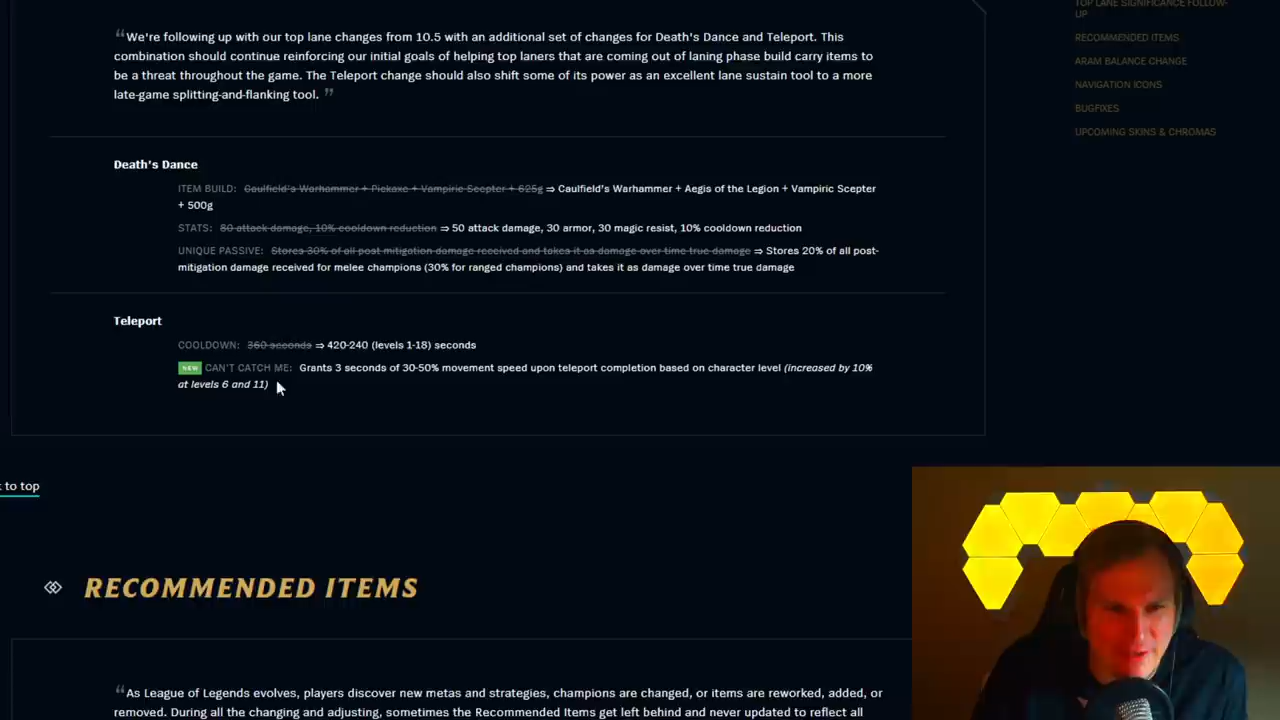 TOP LANE SIGNIFICANCE FOLLOW-
UP
RECOMMENDED ITEMS
ARAM BALANCE CHANGE
NAVIGATION ICONS
BUGFIXES
UPCOMING SKINS & CHROMAS
“We're following up with our top lane changes from 10.5 with an additional set of changes for Death's Dance and Teleport. This
combination should continue reinforcing our initial goals of helping top laners that are coming out of laning phase build carry items to
be a threat throughout the game. The Teleport change should also shift some of its power as an excellent lane sustain tool to a more
late-game splitting-and-flanking tool. ”
Death's Dance
ITEM BUILD: Caulfield's Warhammer + Pickaxe + Vampiric Scepter + 625g ⇒ Caulfield's Warhammer + Aegis of the Legion + Vampiric Scepter
+ 500g
STATS: 80 attack damage, 10% cooldown reduction ⇒ 50 attack damage, 30 armor, 30 magic resist, 10% cooldown reduction
UNIQUE PASSIVE: Stores 30% of all post mitigation damage received and takes it as damage over time true damage ⇒ Stores 20% of all post-
mitigation damage received for melee champions (30% for ranged champions) and takes it as damage over time true damage
Teleport
COOLDOWN: 360 seconds ⇒ 420-240 (levels 1-18) seconds
NEW CAN'T CATCH ME: Grants 3 seconds of 30-50% movement speed upon teleport completion based on character level (increased by 10%
at levels 6 and 11)
to top
RECOMMENDED ITEMS
“As League of Legends evolves, players discover new metas and strategies, champions are changed, or items are reworked, added, or
removed. During all the changing and adjusting, sometimes the Recommended Items get left behind and never updated to reflect all